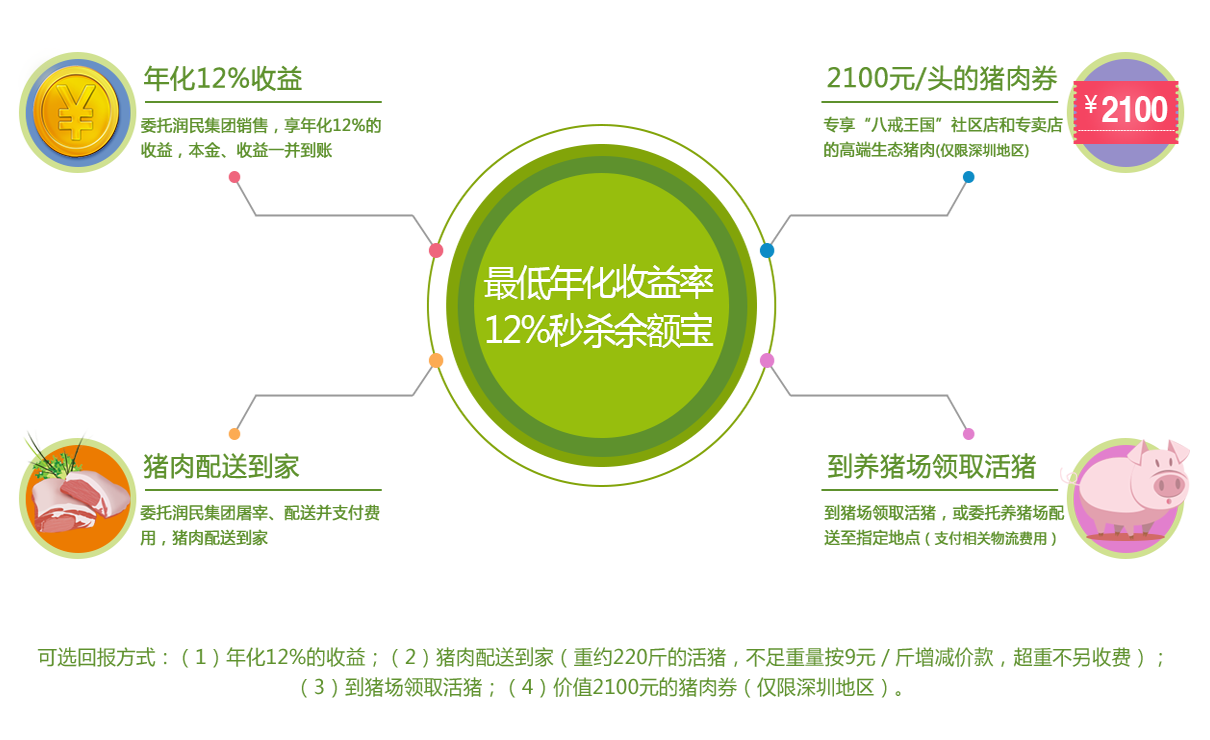 年化12%收益
委托润民集团销售，享年化12%的
收益，本金、收益一并到账
2100元/头的猪肉券
专享“八戒王国”社区店和专卖店
的高端生态猪肉(仅限深圳地区)
¥2100
最低年化收益率
12%秒杀余额宝
猪肉配送到家
委托润民集团屠宰、配送并支付费
用，猪肉配送到家
到养猪场领取活猪
到猪场领取活猪，或委托养猪场配
送至指定地点（支付相关物流费用）
可选回报方式：（1）年化12%的收益；（2）猪肉配送到家（重约220斤的活猪，不足重量按9元 / 斤增减价款，超重不另收费）；
（3）到猪场领取活猪；（4）价值2100元的猪肉券（仅限深圳地区）。